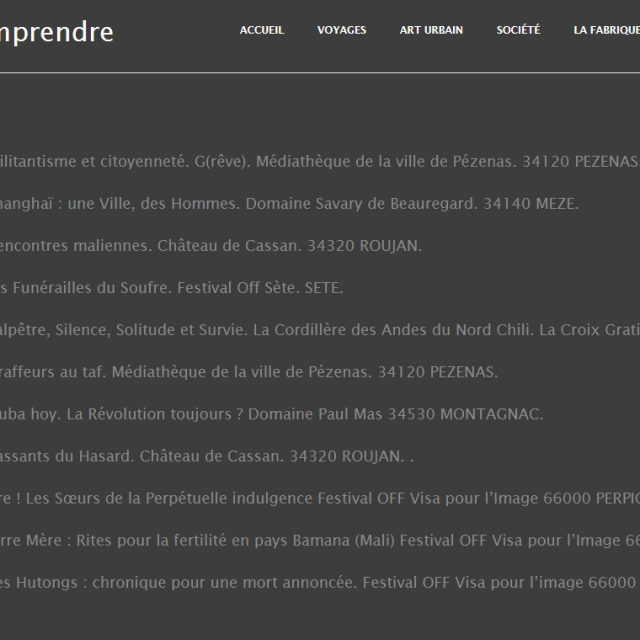 mprendre
ACCUEIL VOYAGES ART URBAIN SOCIÉTÉ LA FABRIQUE
ilitantisme et citoyenneté. G(rêve). Médiathèque de la ville de Pézenas. 34120 PEZENAS.
hanghaï : une Ville, des Hommes. Domaine Savary de Beauregard. 34140 MEZE.
encontres maliennes. Château de Cassan. 34320 ROUJAN.
s Funérailles du Soufre. Festival Off Sète. SETE.
alpêtre, Silence, Solitude et Survie. La Cordillère des Andes du Nord Chili. La Croix Grati
raffeurs au taf. Médiathèque de la ville de Pézenas. 34120 PEZENAS.
uba hoy. La Révolution toujours ? Domaine Paul Mas 34530 MONTAGNAC.
assants du Hasard. Château de Cassan. 34320 ROUJAN. .
re ! Les Sœurs de la Perpétuelle indulgence Festival OFF Visa pour l’Image 66000 PERPIG
rre Mère : Rites pour la fertilité en pays Bamana (Mali) Festival OFF Visa pour l’Image 66
es Hutongs : chronique pour une mort annoncée. Festival OFF Visa pour l’image 66000